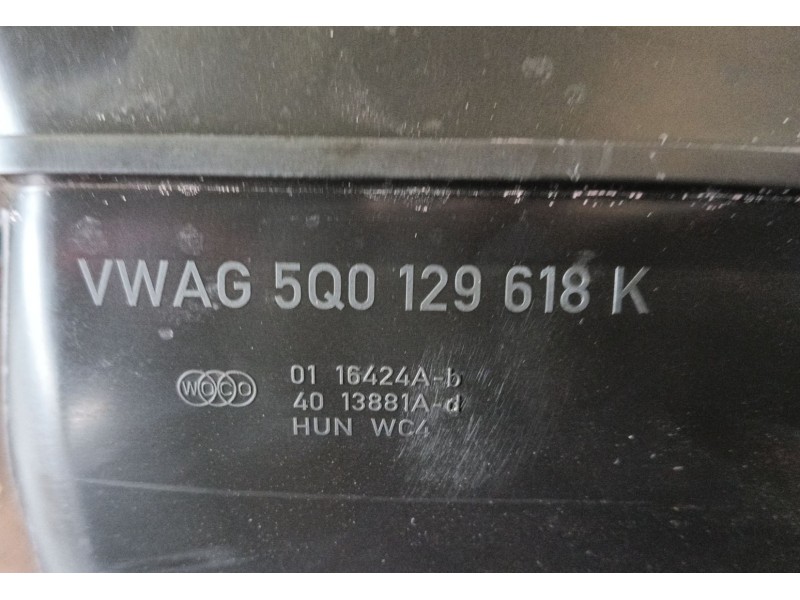 VWAG 5Q0 129 618 K
WOCO
01 16424A-b
40 13881A-d
HUN WC4